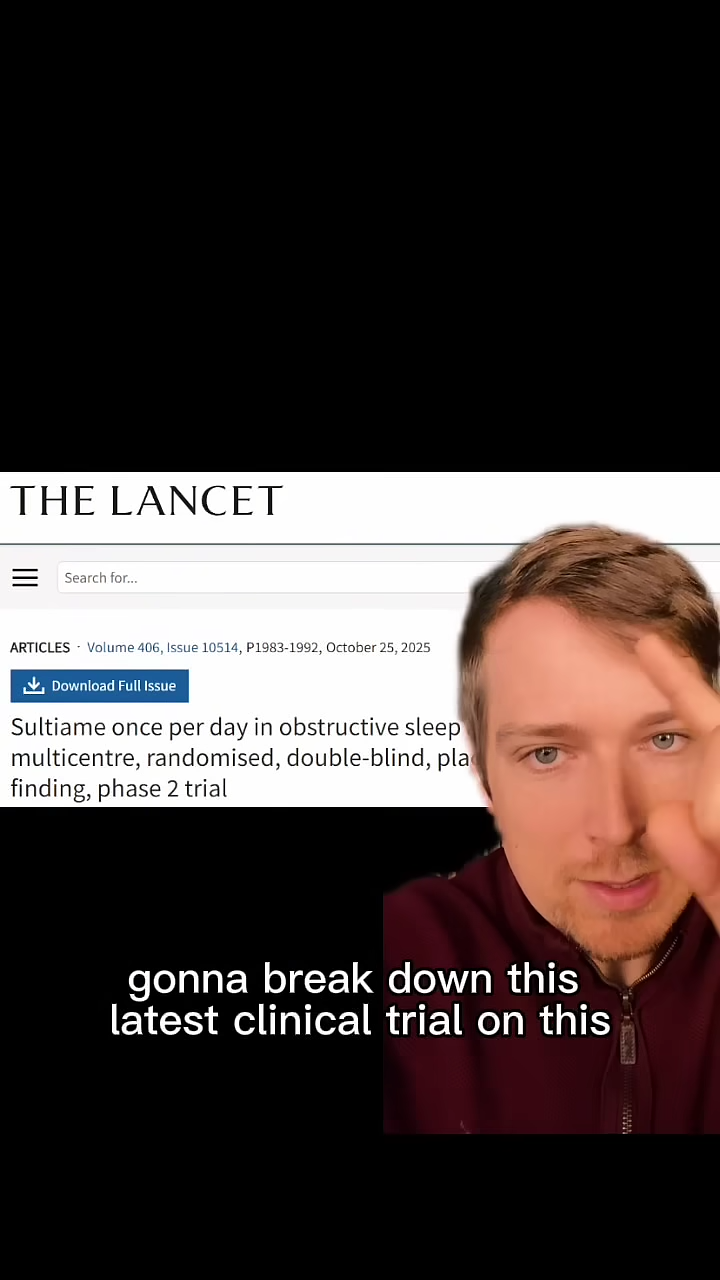 THE LANCET
Search for...
ARTICLES · Volume 406, Issue 10514, P1983-1992, October 25, 2025
Download Full Issue
Sultiame once per day in obstructive sleep
multicentre, randomised, double-blind,
finding, phase 2 trial
gonna break down this
latest clinical trial on this